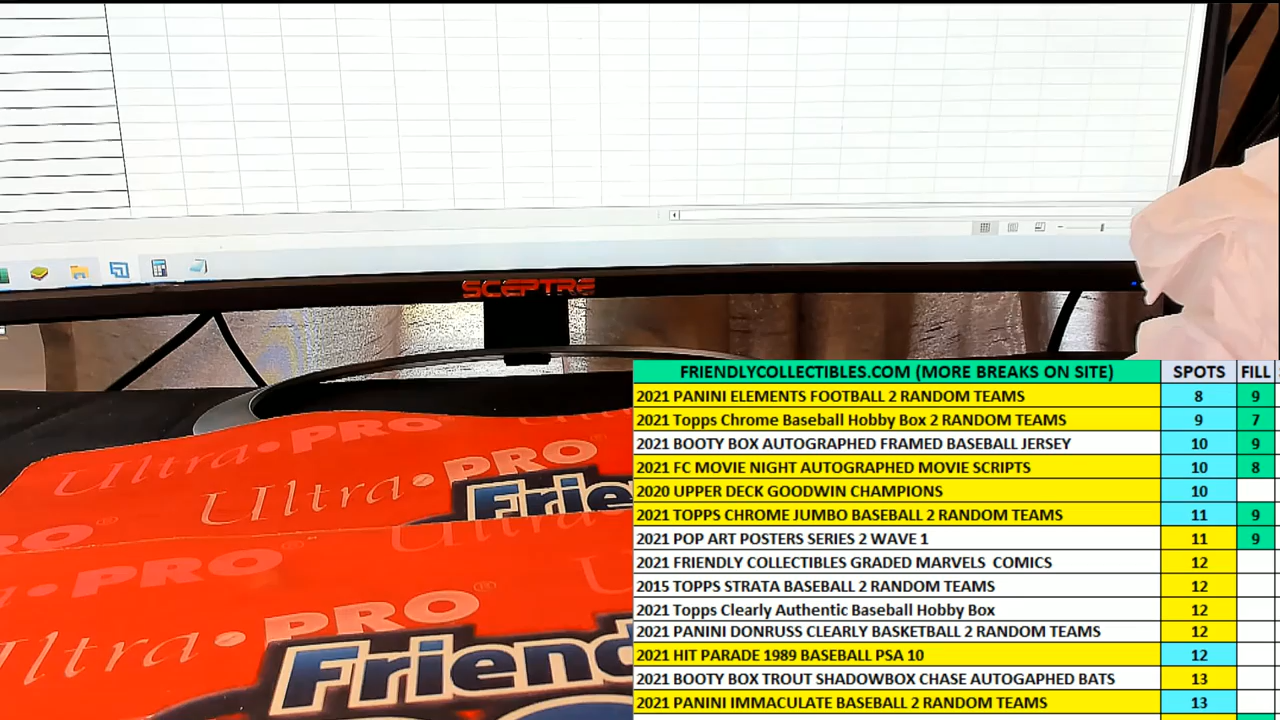 SCEPTRE
Ultra•PRO®
Ultra•PRO®
Frie
PRO®
Ultra
•PRO®
Ultra•PRO®
Friend
FRIENDLYCOLLECTIBLES.COM (MORE BREAKS ON SITE) SPOTS FILL
2021 PANINI ELEMENTS FOOTBALL 2 RANDOM TEAMS 8 9
2021 Topps Chrome Baseball Hobby Box 2 RANDOM TEAMS 9 7
2021 BOOTY BOX AUTOGRAPHED FRAMED BASEBALL JERSEY 10 9
2021 FC MOVIE NIGHT AUTOGRAPHED MOVIE SCRIPTS 10 8
2020 UPPER DECK GOODWIN CHAMPIONS 10
2021 TOPPS CHROME JUMBO BASEBALL 2 RANDOM TEAMS 11 9
2021 POP ART POSTERS SERIES 2 WAVE 1 11 9
2021 FRIENDLY COLLECTIBLES GRADED MARVELS COMICS 12
2015 TOPPS STRATA BASEBALL 2 RANDOM TEAMS 12
2021 Topps Clearly Authentic Baseball Hobby Box 12
2021 PANINI DONRUSS CLEARLY BASKETBALL 2 RANDOM TEAMS 12
2021 HIT PARADE 1989 BASEBALL PSA 10 12
2021 BOOTY BOX TROUT SHADOWBOX CHASE AUTOGAPHED BATS 13
2021 PANINI IMMACULATE BASEBALL 2 RANDOM TEAMS 13